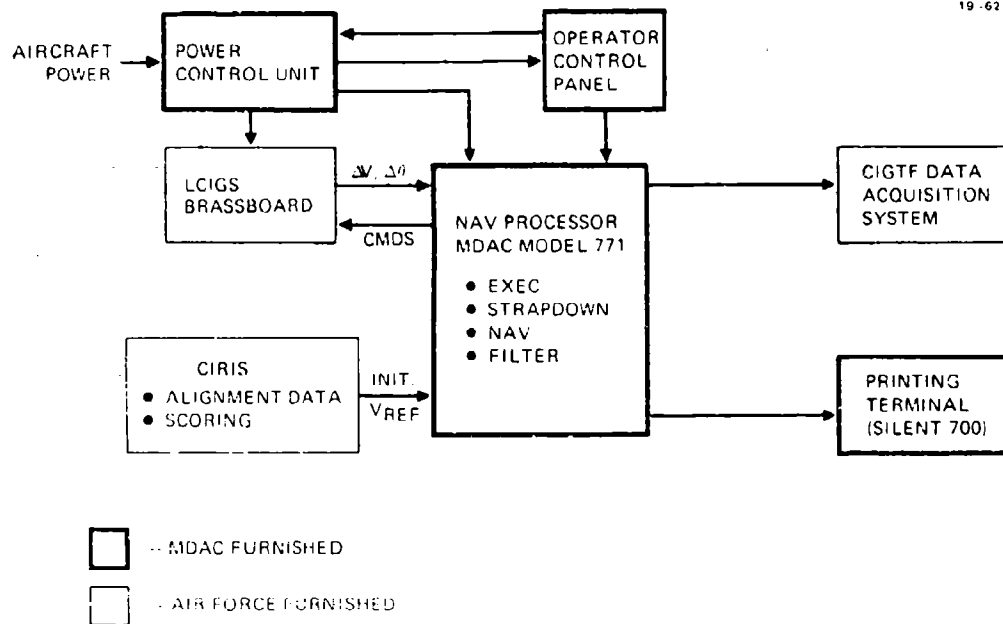 19-62
AIRCRAFT
POWER
POWER
CONTROL UNIT
OPERATOR
CONTROL
PANEL
LCIGS
BRASSBOARD
ΔV, Δθ
CMDS
NAV PROCESSOR
MDAC MODEL 771
● EXEC
● STRAPDOWN
● NAV
● FILTER
CIGTF DATA
ACQUISITION
SYSTEM
CIRIS
● ALIGNMENT DATA
● SCORING
INIT.
VREF
PRINTING
TERMINAL
(SILENT 700)
-- MDAC FURNISHED
- AIR FORCE FURNISHED